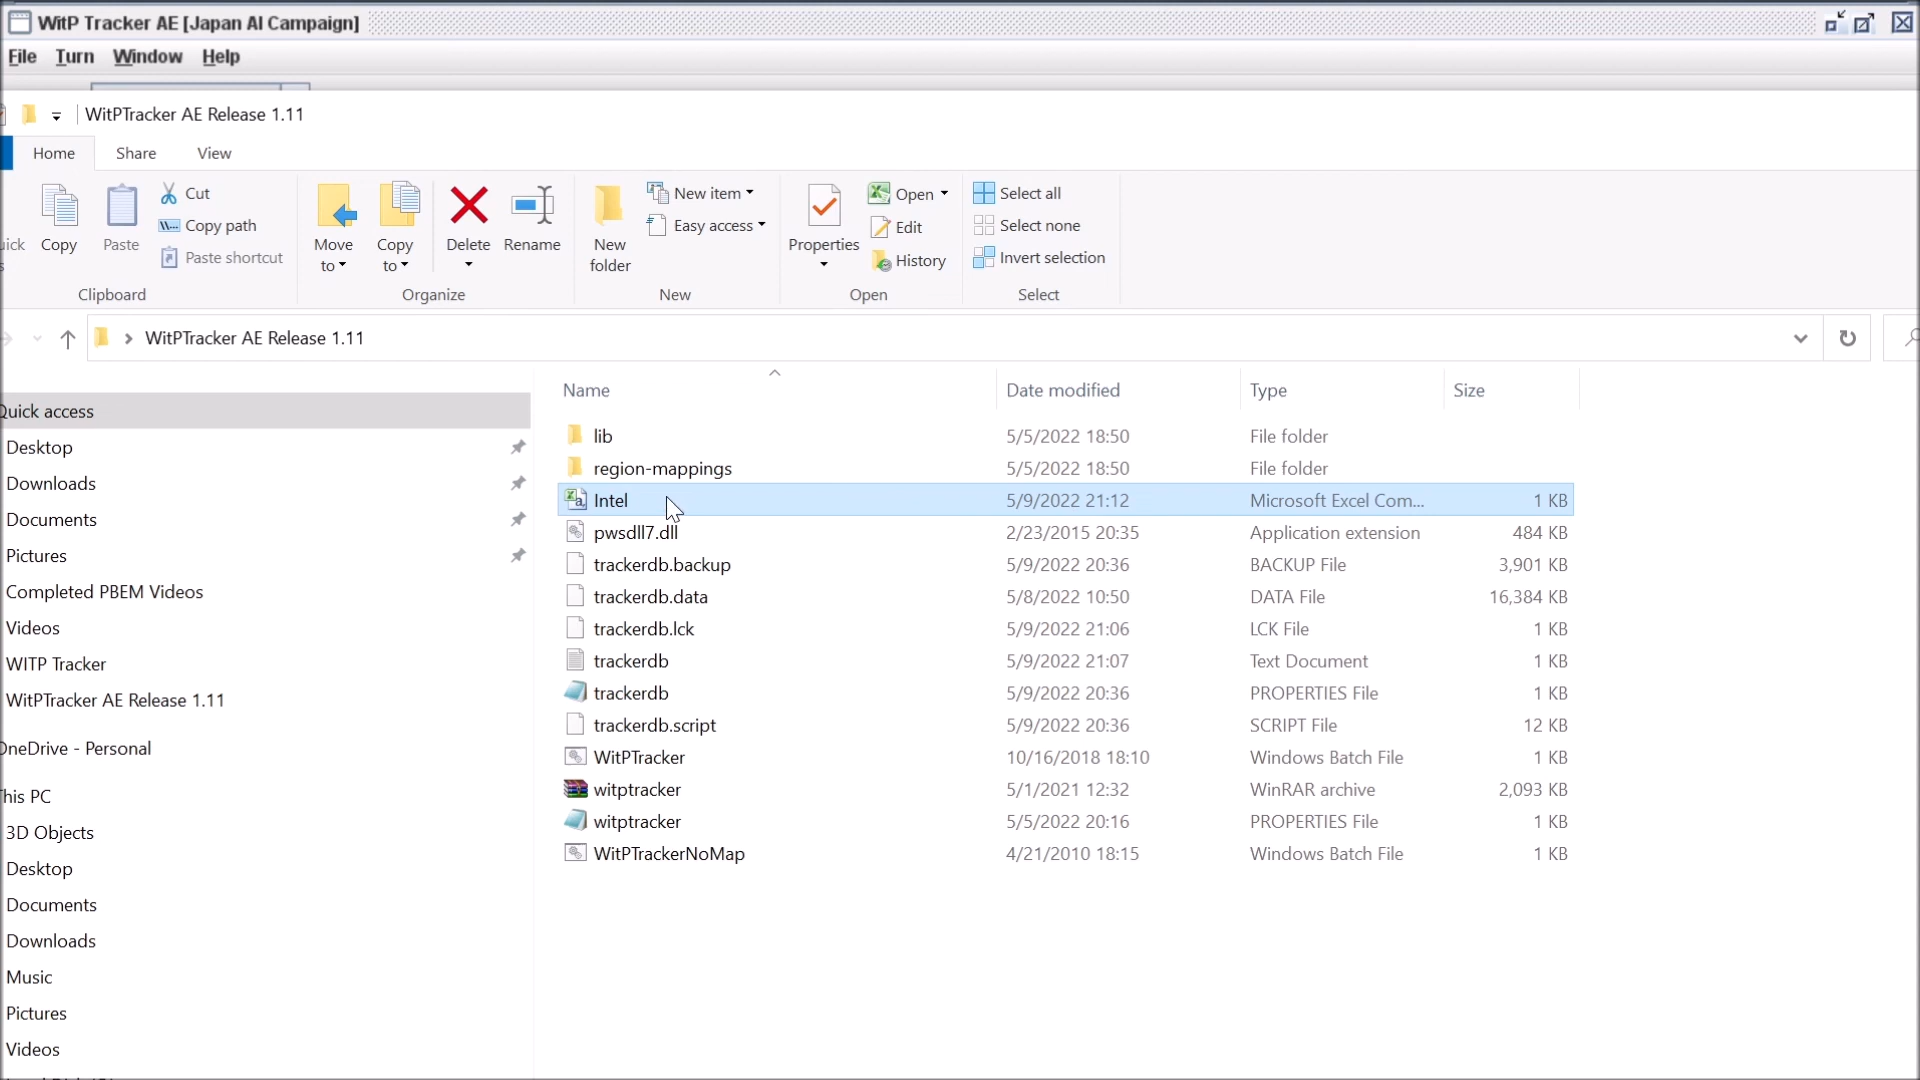 WitP Tracker AE [Japan AI Campaign]
File Turn Window Help
WitPTracker AE Release 1.11
Home Share View
Copy
Paste
Cut
Copy path
Paste shortcut
Clipboard
Move to
Copy to
Delete
Rename
Organize
New folder
New item
Easy access
New
Properties
Open
Edit
History
Open
Select all
Select none
Invert selection
Select
WitPTracker AE Release 1.11
Quick access
Desktop
Downloads
Documents
Pictures
Completed PBEM Videos
Videos
WITP Tracker
WitPTracker AE Release 1.11
OneDrive - Personal
This PC
3D Objects
Desktop
Documents
Downloads
Music
Pictures
Videos
Name Date modified Type Size
lib 5/5/2022 18:50 File folder
region-mappings 5/5/2022 18:50 File folder
Intel 5/9/2022 21:12 Microsoft Excel Com... 1 KB
pwsdll7.dll 2/23/2015 20:35 Application extension 484 KB
trackerdb.backup 5/9/2022 20:36 BACKUP File 3,901 KB
trackerdb.data 5/8/2022 10:50 DATA File 16,384 KB
trackerdb.lck 5/9/2022 21:06 LCK File 1 KB
trackerdb 5/9/2022 21:07 Text Document 1 KB
trackerdb 5/9/2022 20:36 PROPERTIES File 1 KB
trackerdb.script 5/9/2022 20:36 SCRIPT File 12 KB
WitPTracker 10/16/2018 18:10 Windows Batch File 1 KB
witptracker 5/1/2021 12:32 WinRAR archive 2,093 KB
witptracker 5/5/2022 20:16 PROPERTIES File 1 KB
WitPTrackerNoMap 4/21/2010 18:15 Windows Batch File 1 KB